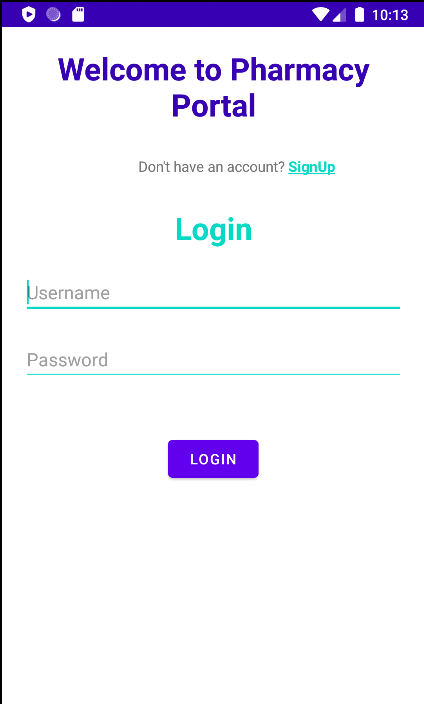 10:13
Welcome to Pharmacy
Portal
Don't have an account? SignUp
Login
Username
Password
LOGIN